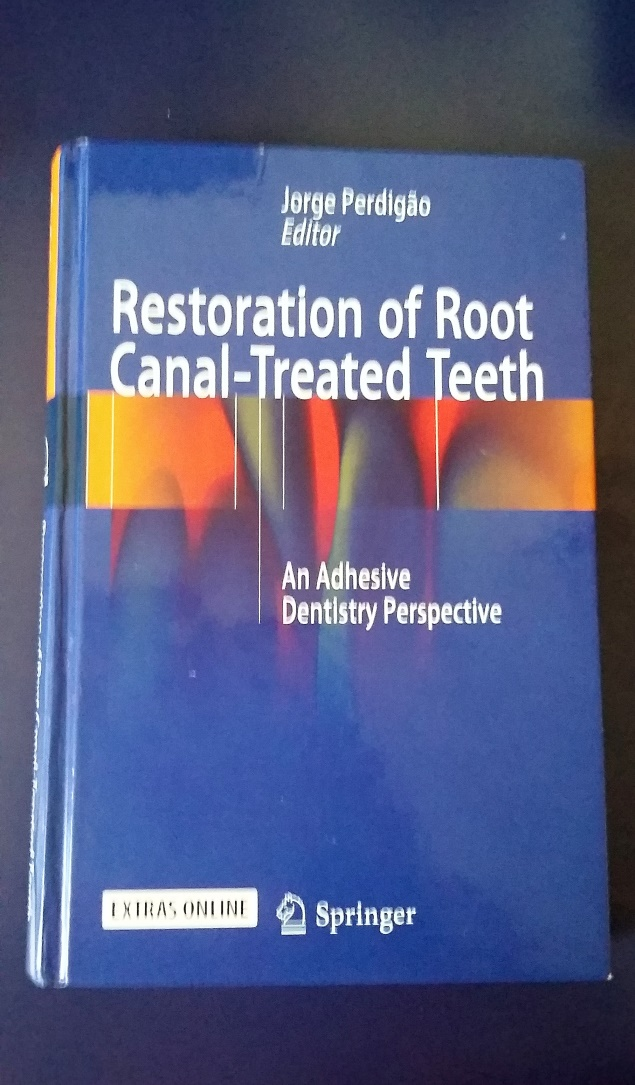 Jorge Perdigão
Editor
Restoration of Root
Canal-Treated Teeth
An Adhesive
Dentistry Perspective
EXTRAS ONLINE
Springer